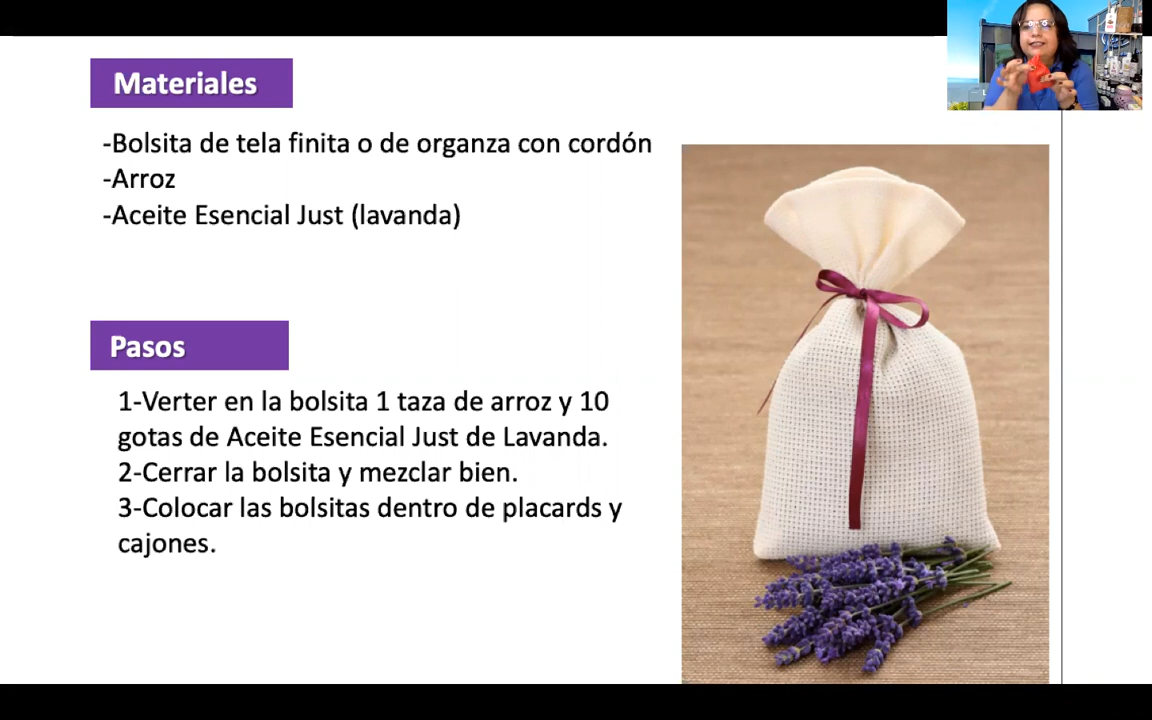 Materiales
-Bolsita de tela finita o de organza con cordón
-Arroz
-Aceite Esencial Just (lavanda)
Pasos
1-Verter en la bolsita 1 taza de arroz y 10
gotas de Aceite Esencial Just de Lavanda.
2-Cerrar la bolsita y mezclar bien.
3-Colocar las bolsitas dentro de placards y
cajones.